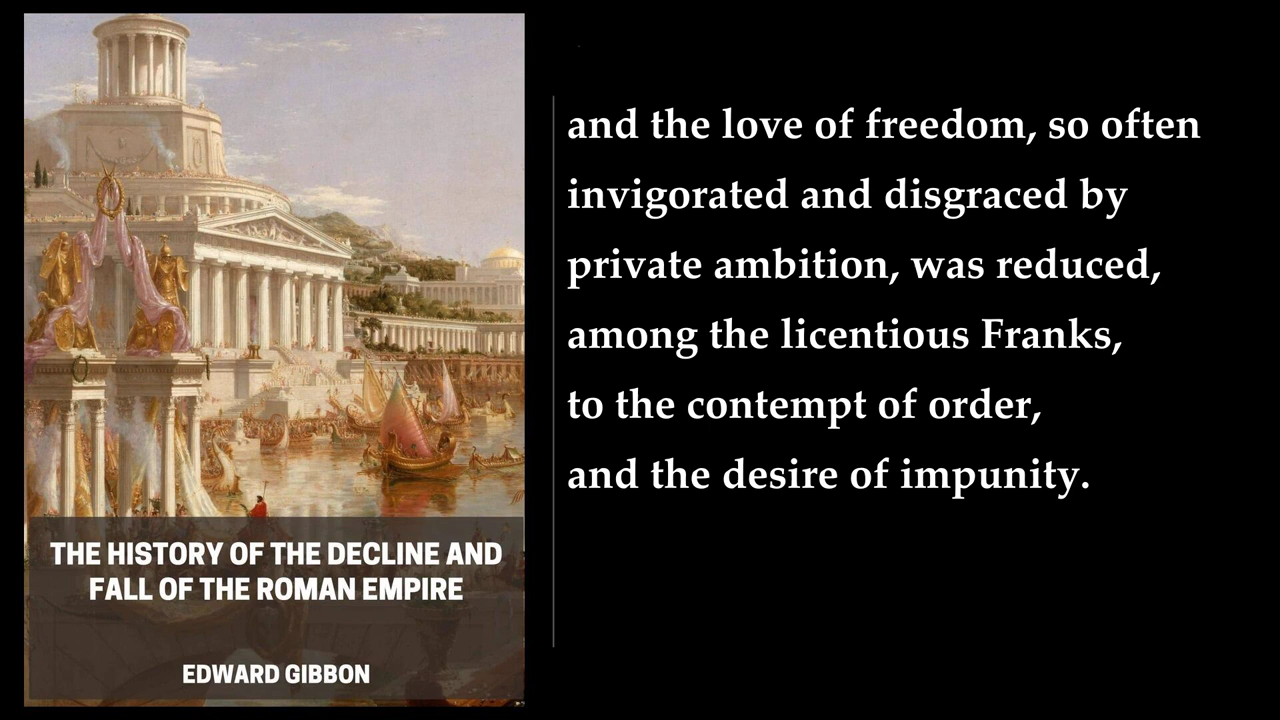 THE HISTORY OF THE DECLINE AND
FALL OF THE ROMAN EMPIRE
EDWARD GIBBON
and the love of freedom, so often
invigorated and disgraced by
private ambition, was reduced,
among the licentious Franks,
to the contempt of order,
and the desire of impunity.